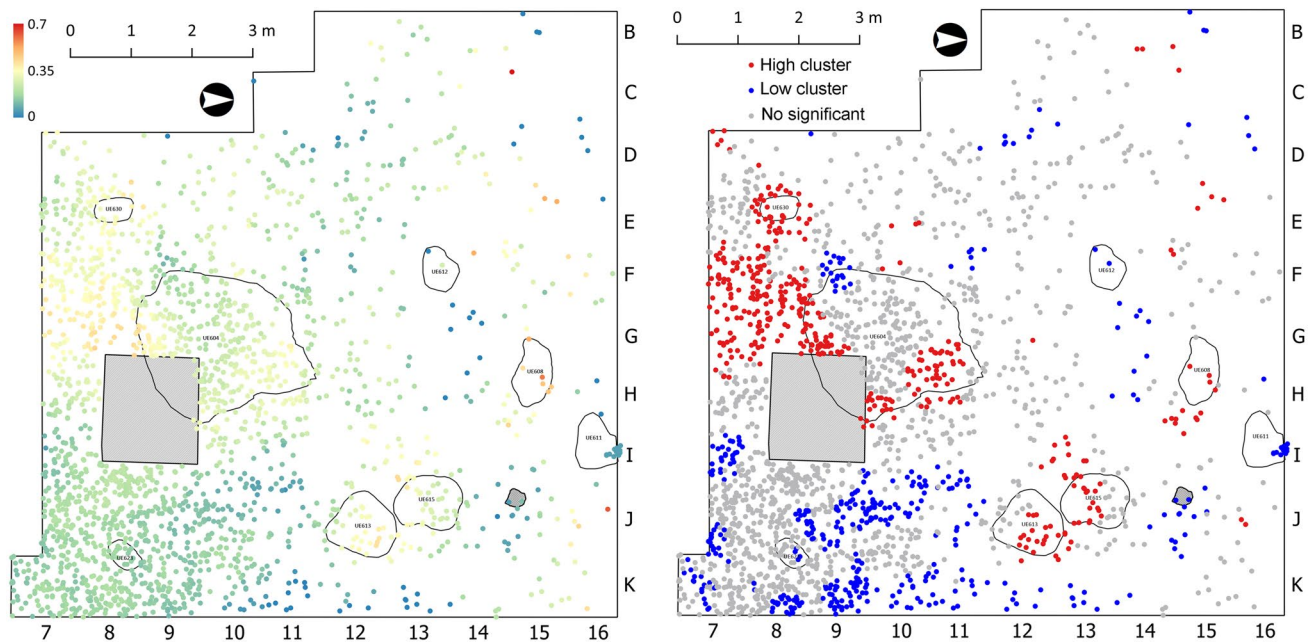 0.7
0.35
0
0 1 2 3 m
B
C
D
E
F
G
H
I
J
K
7 8 9 10 11 12 13 14 15 16
UE630
UE612
UE604
UE608
UE611
UE615
UE613
0 1 2 3 m
High cluster
Low cluster
No significant
B
C
D
E
F
G
H
I
J
K
7 8 9 10 11 12 13 14 15 16
UE630
UE612
UE604
UE608
UE611
UE615
UE613